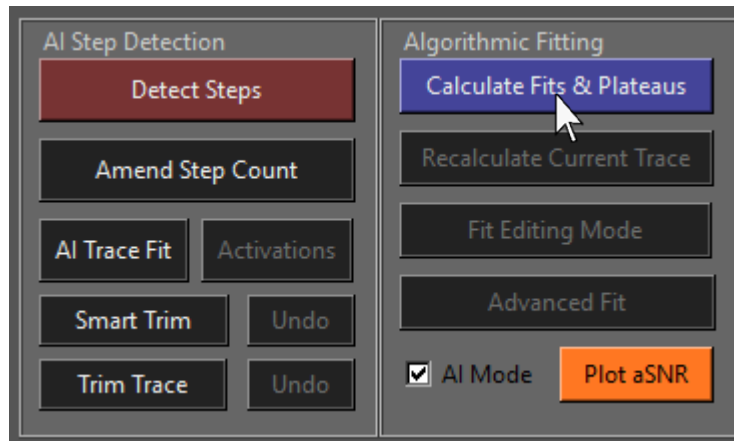 AI Step Detection
Detect Steps
Amend Step Count
AI Trace Fit
Activations
Smart Trim
Undo
Trim Trace
Undo
Algorithmic Fitting
Calculate Fits & Plateaus
Recalculate Current Trace
Fit Editing Mode
Advanced Fit
AI Mode
Plot aSNR